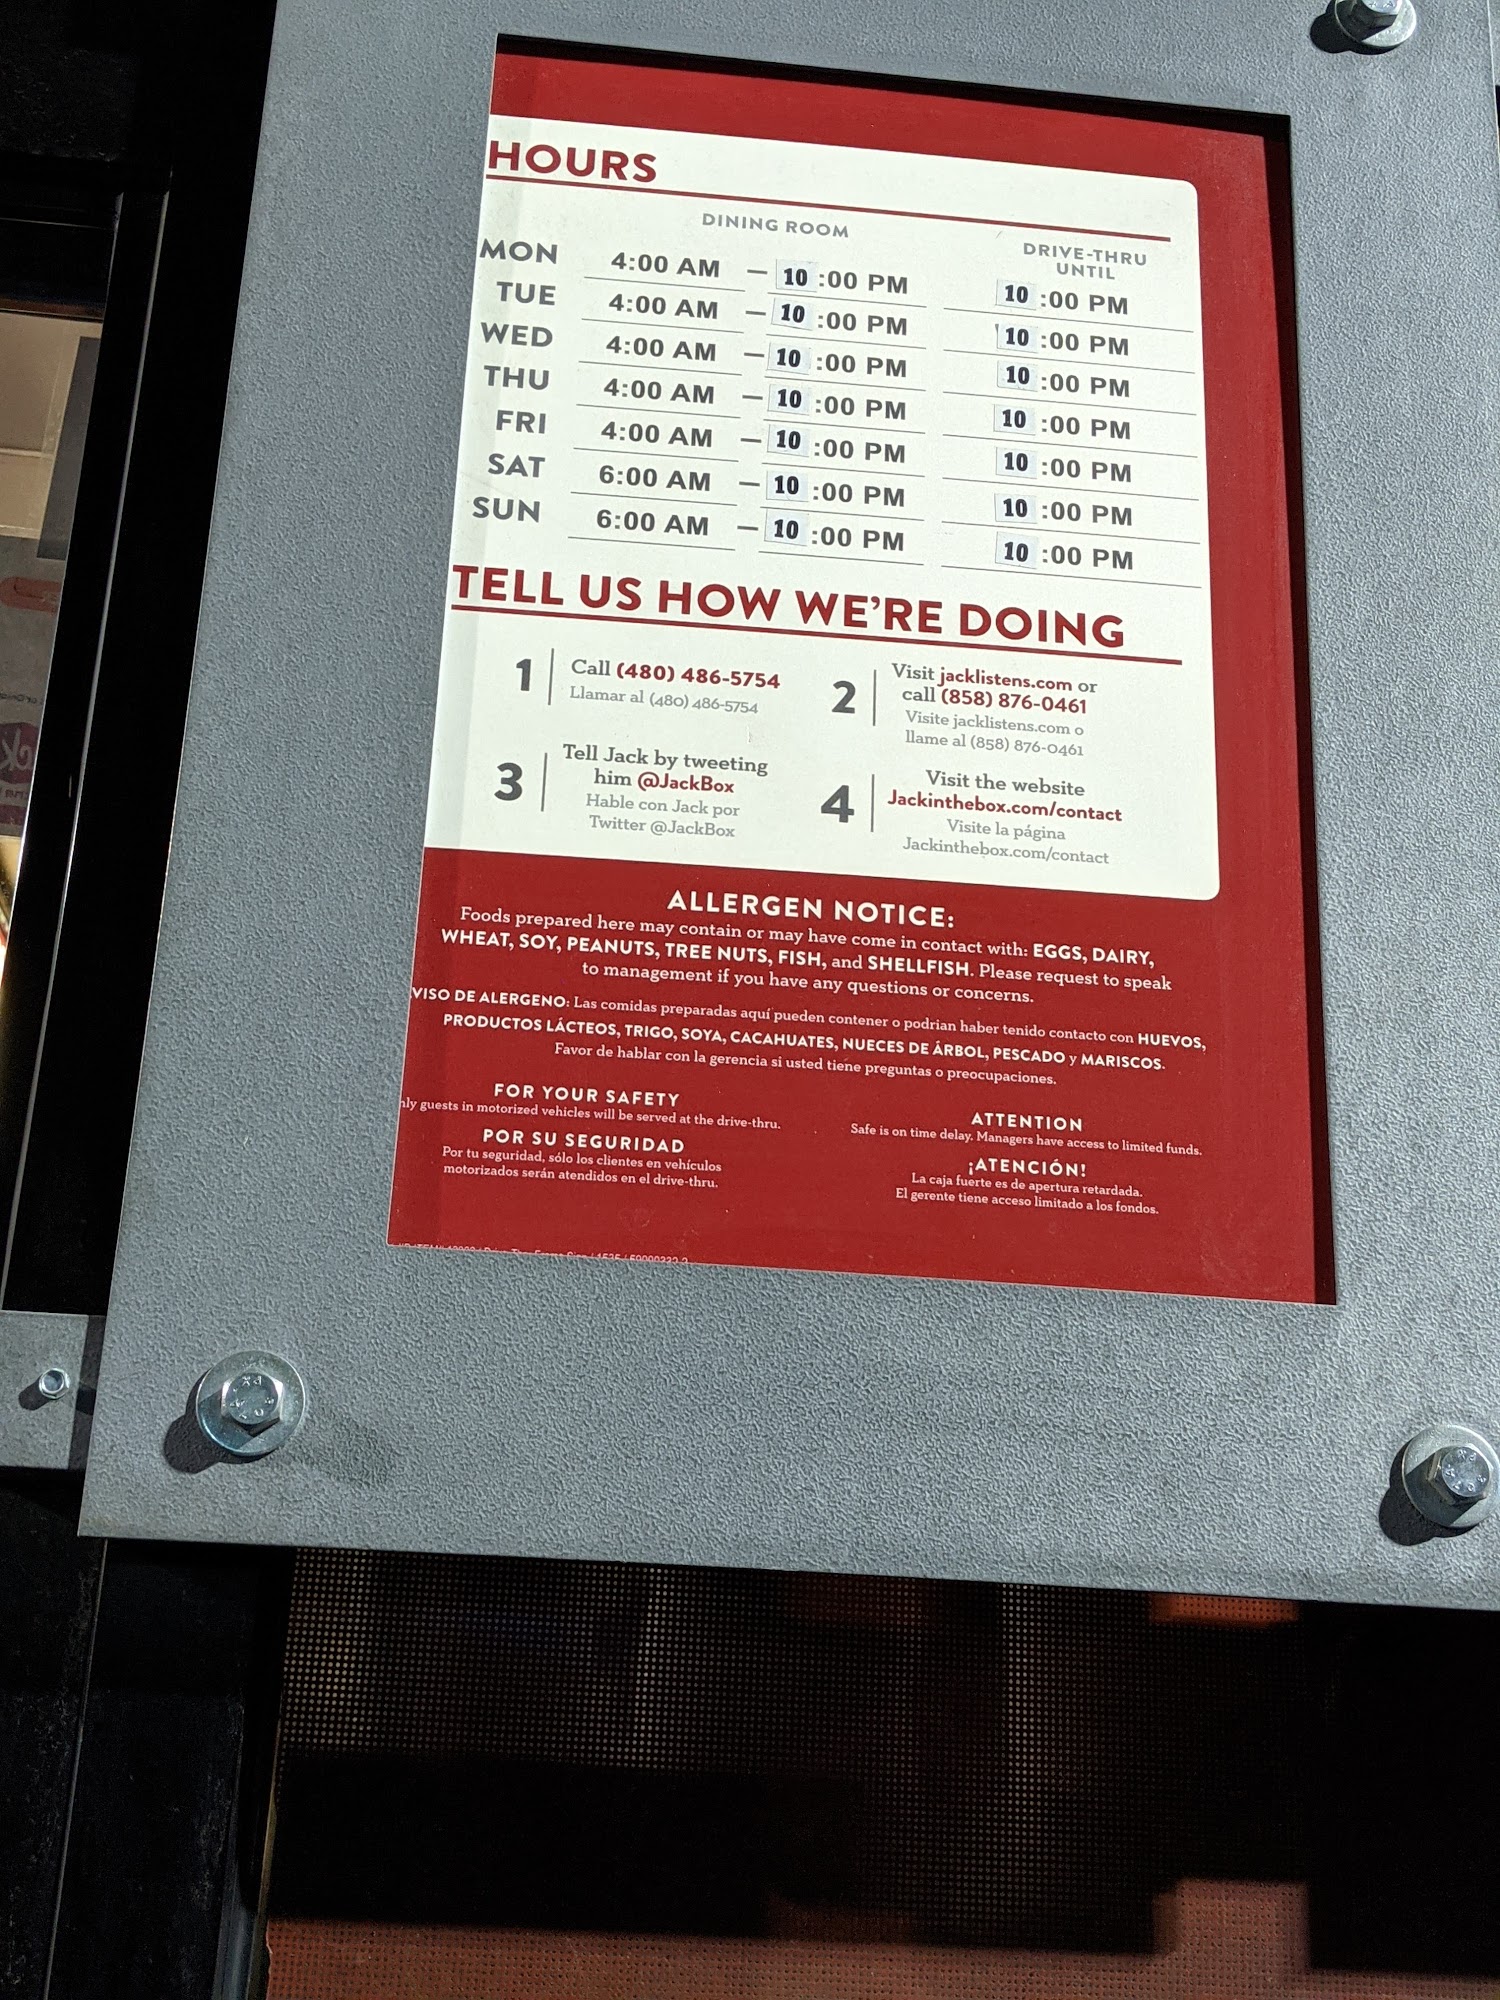 HOURS
DINING ROOM
DRIVE-THRU
UNTIL
MON 4:00 AM — 10 :00 PM 10 :00 PM
TUE 4:00 AM — 10 :00 PM 10 :00 PM
WED 4:00 AM — 10 :00 PM 10 :00 PM
THU 4:00 AM — 10 :00 PM 10 :00 PM
FRI 4:00 AM — 10 :00 PM 10 :00 PM
SAT 6:00 AM — 10 :00 PM 10 :00 PM
SUN 6:00 AM — 10 :00 PM 10 :00 PM
TELL US HOW WE'RE DOING
1
Call (480) 486-5754
Llamar al (480) 486-5754
2
Visit jacklistens.com or
call (858) 876-0461
Visite jacklistens.com o
llame al (858) 876-0461
3
Tell Jack by tweeting
him @JackBox
Hable con Jack por
Twitter @JackBox
4
Visit the website
Jackinthebox.com/contact
Visite la página
Jackinthebox.com/contact
ALLERGEN NOTICE:
Foods prepared here may contain or may have come in contact with: EGGS, DAIRY,
WHEAT, SOY, PEANUTS, TREE NUTS, FISH, and SHELLFISH. Please request to speak
to management if you have any questions or concerns.
VISO DE ALERGENO: Las comidas preparadas aquí pueden contener o podrian haber tenido contacto con HUEVOS,
PRODUCTOS LÁCTEOS, TRIGO, SOYA, CACAHUATES, NUECES DE ÁRBOL, PESCADO y MARISCOS.
Favor de hablar con la gerencia si usted tiene preguntas o preocupaciones.
FOR YOUR SAFETY
nly guests in motorized vehicles will be served at the drive-thru.
POR SU SEGURIDAD
Por tu seguridad, sólo los clientes en vehículos
motorizados serán atendidos en el drive-thru.
ATTENTION
Safe is on time delay. Managers have access to limited funds.
¡ATENCIÓN!
La caja fuerte es de apertura retardada.
El gerente tiene acceso limitado a los fondos.